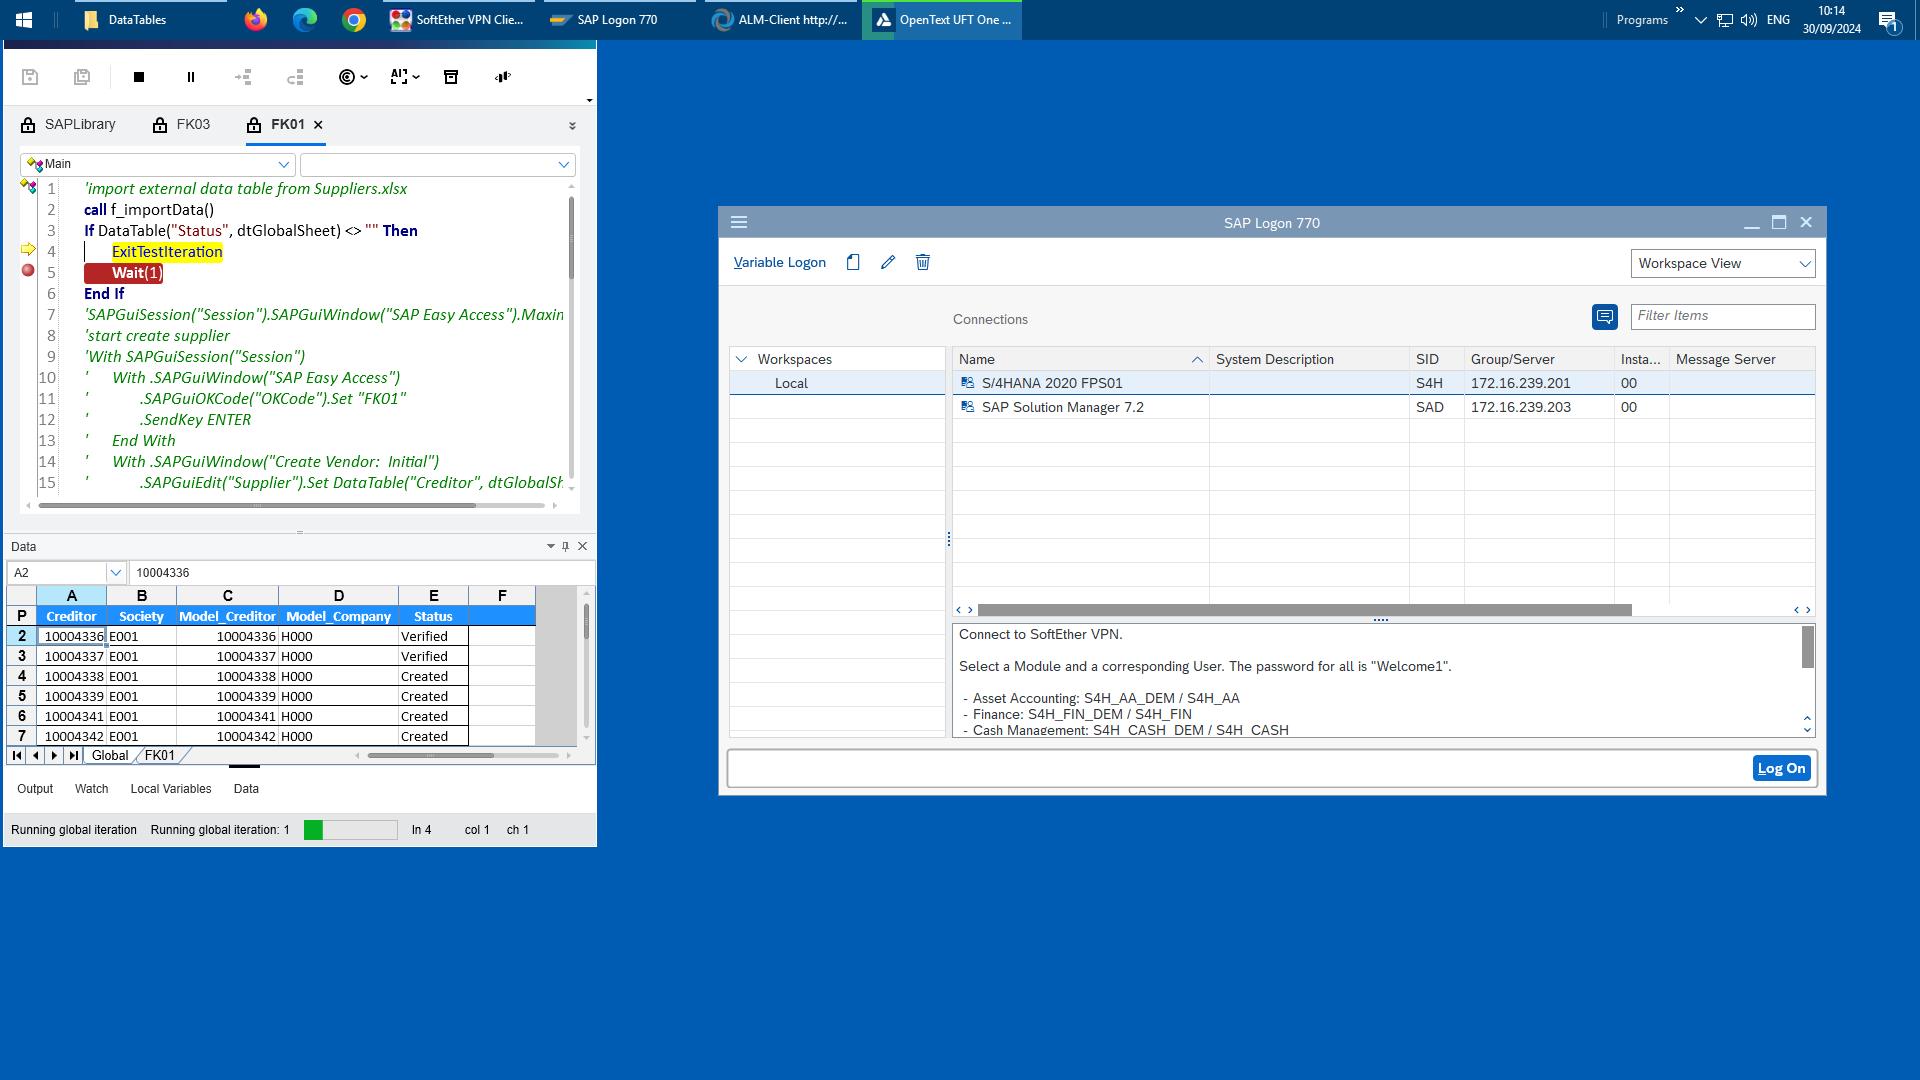 DataTables
SoftEther VPN Clie...
SAP Logon 770
ALM-Client http://...
OpenText UFT One ...
Programs
ENG
10:14
30/09/2024
1
SAPLibrary
FK03
FK01
Main
1 'import external data table from Suppliers.xlsx
2 call f_importData()
3 If DataTable("Status", dtGlobalSheet) <> "" Then
4 ExitTestIteration
5 Wait(1)
6 End If
7 'SAPGuiSession("Session").SAPGuiWindow("SAP Easy Access").Maxin
8 'start create supplier
9 'With SAPGuiSession("Session")
10 ' With .SAPGuiWindow("SAP Easy Access")
11 ' .SAPGuiOKCode("OKCode").Set "FK01"
12 ' .SendKey ENTER
13 ' End With
14 ' With .SAPGuiWindow("Create Vendor:  Initial")
15 ' .SAPGuiEdit("Supplier").Set DataTable("Creditor", dtGlobalSh
Data
A2 10004336
A B C D E F
P Creditor Society Model_Creditor Model_Company Status
2 10004336 E001 10004336 H000 Verified
3 10004337 E001 10004337 H000 Verified
4 10004338 E001 10004338 H000 Created
5 10004339 E001 10004339 H000 Created
6 10004341 E001 10004341 H000 Created
7 10004342 E001 10004342 H000 Created
Global FK01
Output Watch Local Variables Data
Running global iteration Running global iteration: 1 ln 4 col 1 ch 1
SAP Logon 770
Variable Logon
Workspace View
Connections
Filter Items
Workspaces
Local
Name System Description SID Group/Server Insta... Message Server
S/4HANA 2020 FPS01 S4H 172.16.239.201 00
SAP Solution Manager 7.2 SAD 172.16.239.203 00
Connect to SoftEther VPN.
Select a Module and a corresponding User. The password for all is "Welcome1".
- Asset Accounting: S4H_AA_DEM / S4H_AA
- Finance: S4H_FIN_DEM / S4H_FIN
- Cash Management: S4H_CASH_DEM / S4H_CASH
Log On